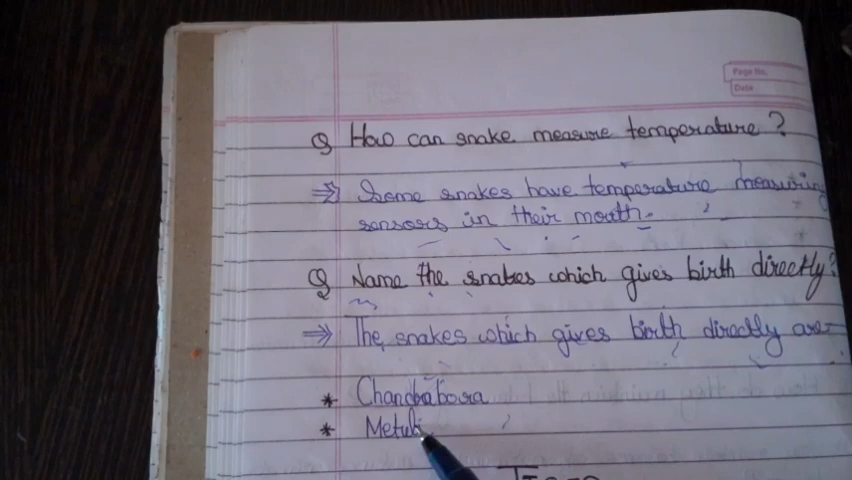 Page No.
Date
Q How can snake measure temperature?
⇒ Some snakes have temperature measuring
sensors in their mouth.
Q Name the snakes which gives birth directly?
⇒ The snakes which gives birth directly are-
* Chandrabora